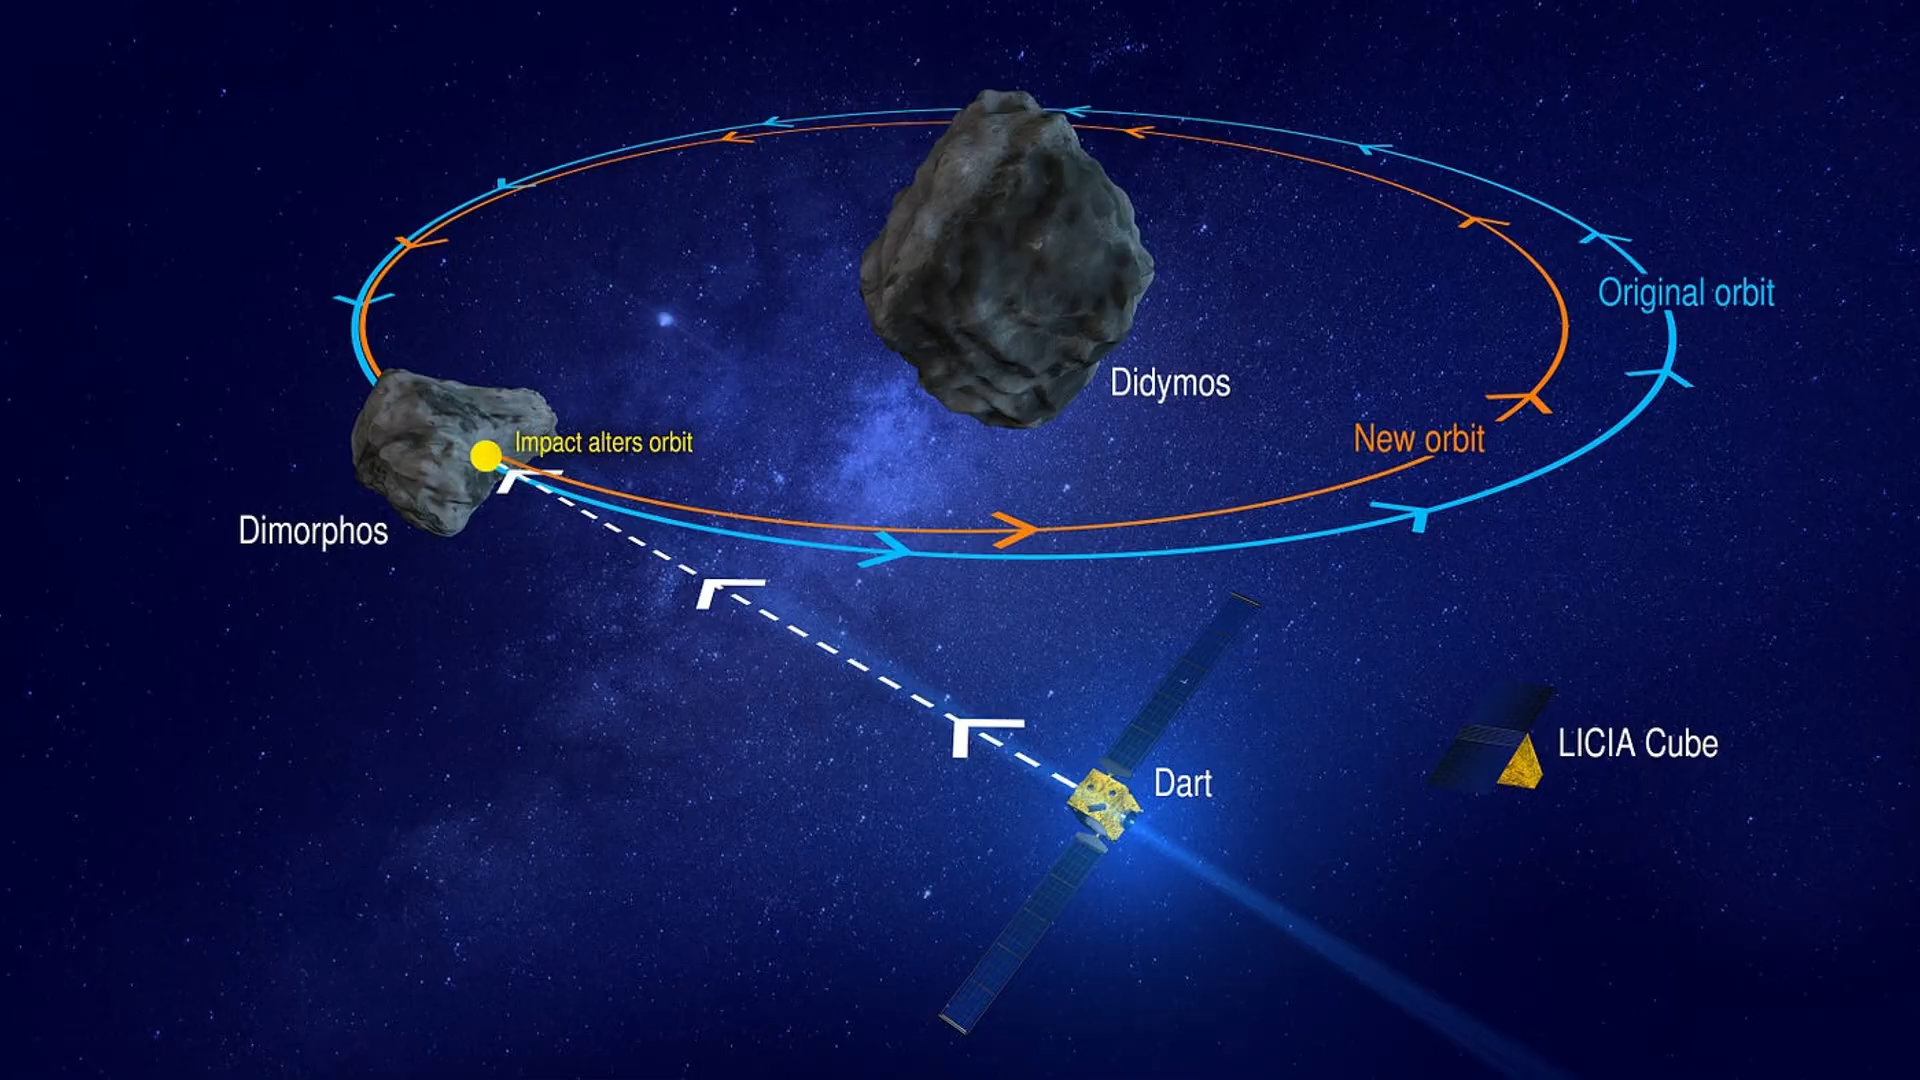 Original orbit
Didymos
New orbit
Impact alters orbit
Dimorphos
LICIA Cube
Dart